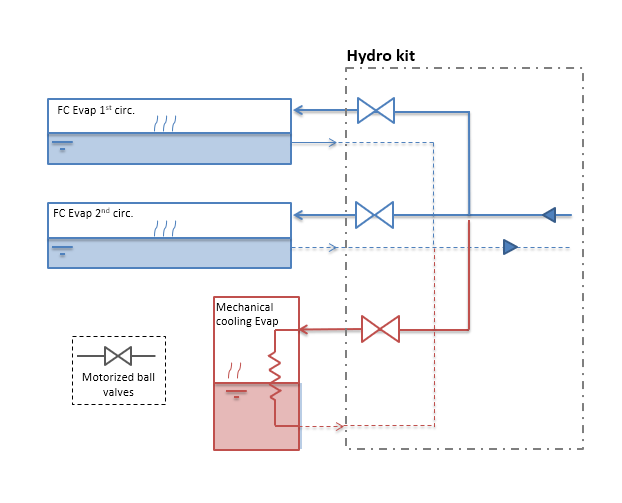 Hydro kit
FC Evap 1st circ.
FC Evap 2nd circ.
Mechanical
cooling Evap
Motorized ball
valves